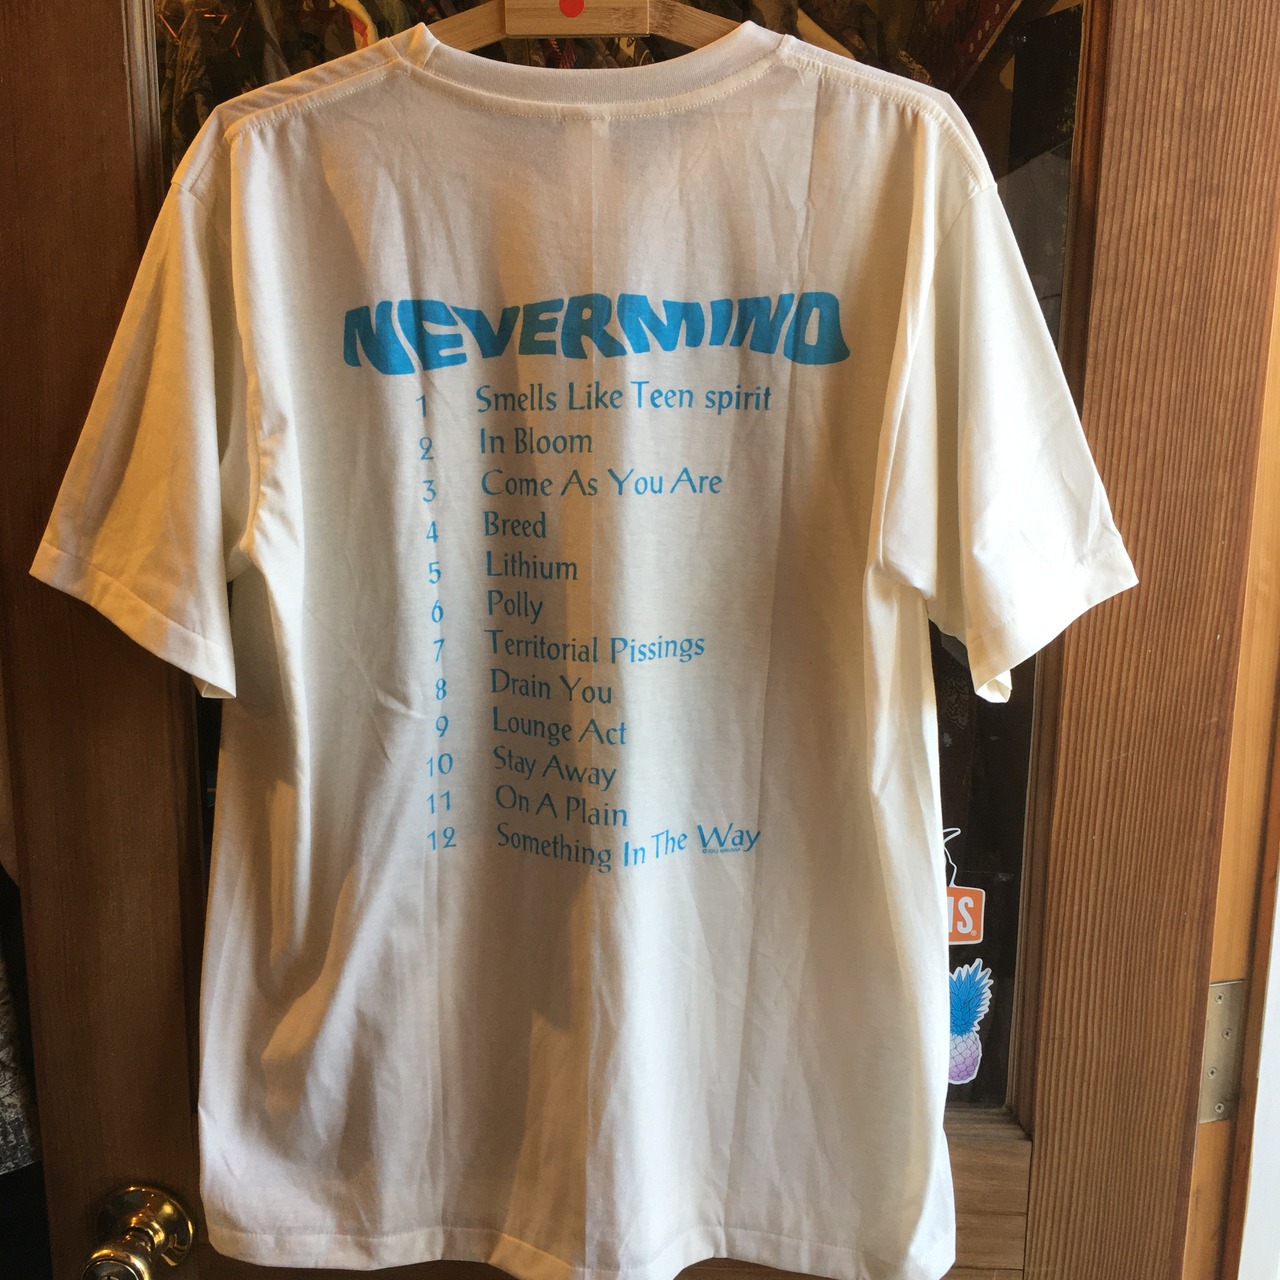 NEVERMIND
1 Smells Like Teen spirit
2 In Bloom
3 Come As You Are
4 Breed
5 Lithium
6 Polly
7 Territorial Pissings
8 Drain You
9 Lounge Act
10 Stay Away
11 On A Plain
12 Something In The Way